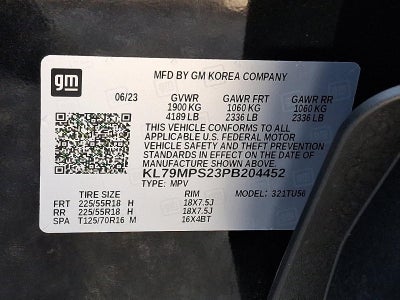 gm
MFD BY GM KOREA COMPANY
06/23 GVWR GAWR FRT GAWR RR
1900 KG 1060 KG 1060 KG
4189 LB 2336 LB 2336 LB
THIS VEHICLE CONFORMS TO ALL
APPLICABLE U.S. FEDERAL MOTOR
VEHICLE SAFETY AND THEFT PREVENTION
STANDARDS IN EFFECT ON THE DATE OF
MANUFACTURE SHOWN ABOVE.
KL79MPS23PB204452
TYPE: MPV MODEL: 321TU56
TIRE SIZE RIM
FRT 225/55R18 H 18X7.5J
RR 225/55R18 H 18X7.5J
SPA T125/70R16 M 16X4BT